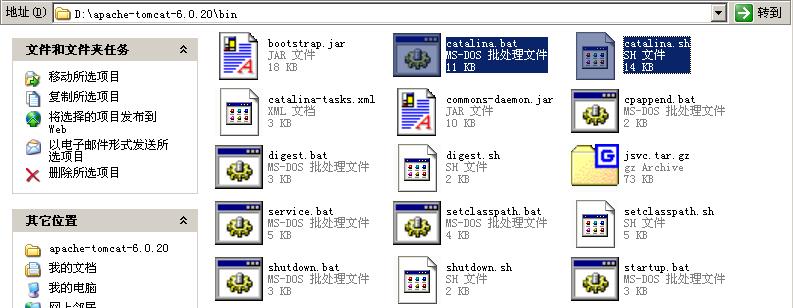 地址(D) D:\apache-tomcat-6.0.20\bin 转到
文件和文件夹任务
移动所选项目
复制所选项目
将选择的项目发布到
Web
以电子邮件形式发送所
选项目
删除所选项目
其它位置
apache-tomcat-6.0.20
我的文档
我的电脑
网上邻居
bootstrap.jar
JAR 文件
18 KB
catalina.bat
MS-DOS 批处理文件
11 KB
catalina.sh
SH 文件
14 KB
catalina-tasks.xml
XML 文档
3 KB
commons-daemon.jar
JAR 文件
10 KB
cpappend.bat
MS-DOS 批处理文件
2 KB
digest.bat
MS-DOS 批处理文件
3 KB
digest.sh
SH 文件
2 KB
jsvc.tar.gz
gz Archive
73 KB
service.bat
MS-DOS 批处理文件
5 KB
setclasspath.bat
MS-DOS 批处理文件
4 KB
setclasspath.sh
SH 文件
5 KB
shutdown.bat
MS-DOS 批处理文件
3 KB
shutdown.sh
SH 文件
2 KB
startup.bat
MS-DOS 批处理文件
3 KB